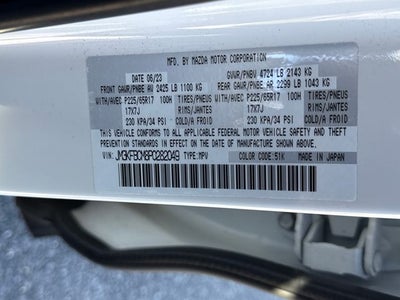 MFD. BY MAZDA MOTOR CORPORATION
DATE 06/23 GVWR/PNBV 4724 LB 2143 KG
FRONT GAWR/PNBE AV 2425 LB 1100 KG REAR GAWR/PNBE AR 2299 LB 1043 KG
WITH/AVEC P225/65R17 100H TIRES/PNEUS WITH/AVEC P225/65R17 100H TIRES/PNEUS
17X7J RIMS/JANTES 17X7J RIMS/JANTES
230 KPA/34 PSI COLD/A FROID 230 KPA/34 PSI COLD/A FROID
THIS VEHICLE CONFORMS TO ALL APPLICABLE FEDERAL MOTOR VEHICLE SAFETY AND THEFT
PREVENTION STANDARDS IN EFFECT ON THE DATE OF MANUFACTURE SHOWN ABOVE.
VIN: TYPE:MPV COLOR CODE:51K MADE IN JAPAN